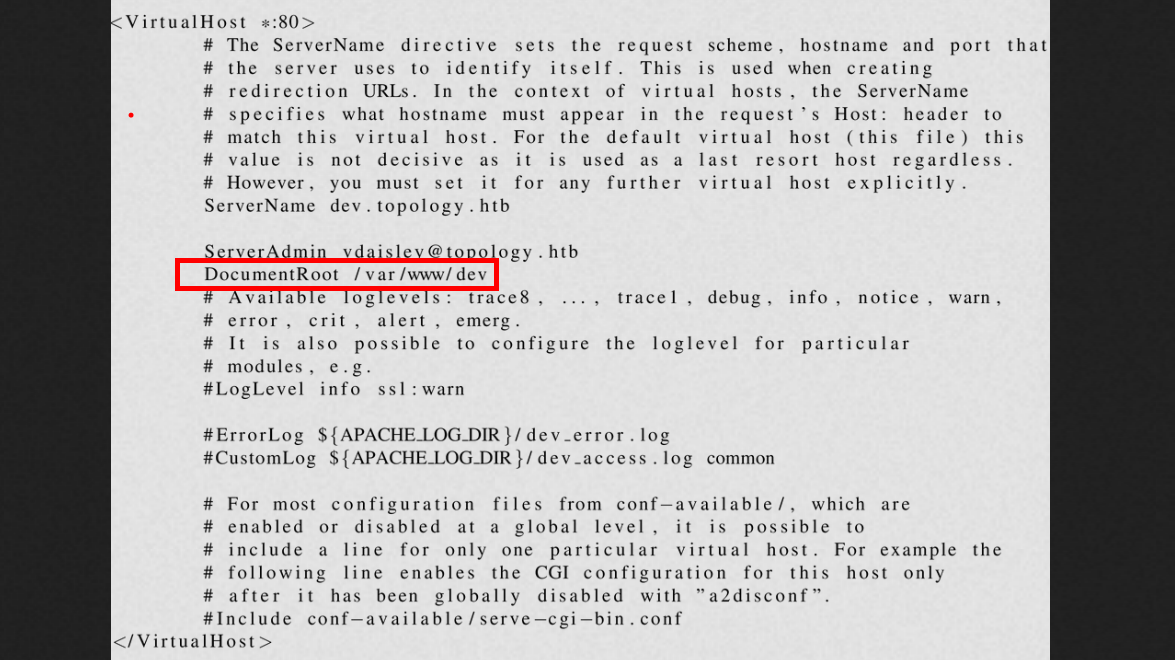 <VirtualHost *:80>
# The ServerName directive sets the request scheme, hostname and port that
# the server uses to identify itself. This is used when creating
# redirection URLs. In the context of virtual hosts, the ServerName
# specifies what hostname must appear in the request's Host: header to
# match this virtual host. For the default virtual host (this file) this
# value is not decisive as it is used as a last resort host regardless.
# However, you must set it for any further virtual host explicitly.
ServerName dev.topology.htb
ServerAdmin vdaisley@topology.htb
DocumentRoot /var/www/dev
# Available loglevels: trace8, ..., trace1, debug, info, notice, warn,
# error, crit, alert, emerg.
# It is also possible to configure the loglevel for particular
# modules, e.g.
#LogLevel info ssl:warn
#ErrorLog ${APACHE_LOG_DIR}/dev_error.log
#CustomLog ${APACHE_LOG_DIR}/dev_access.log common
# For most configuration files from conf−available/, which are
# enabled or disabled at a global level, it is possible to
# include a line for only one particular virtual host. For example the
# following line enables the CGI configuration for this host only
# after it has been globally disabled with "a2disconf".
#Include conf−available/serve−cgi−bin.conf
</VirtualHost>